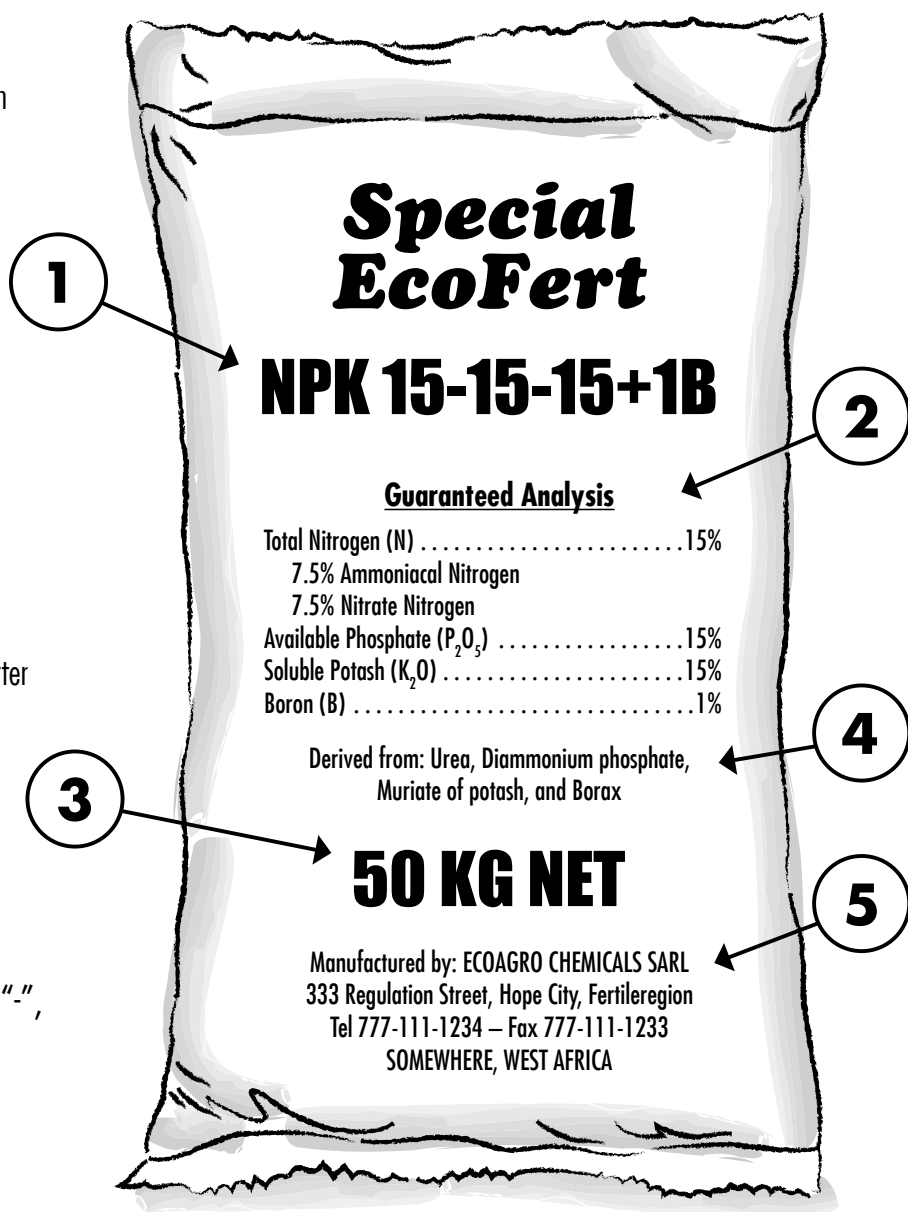 Special
EcoFert
1
NPK 15-15-15+1B
2
Guaranteed Analysis
Total Nitrogen (N) . . . . . . . . . . . . . . . . . . . . . . . .15%
7.5% Ammoniacal Nitrogen
7.5% Nitrate Nitrogen
Available Phosphate (P₂O₅) . . . . . . . . . . . . . . . . .15%
Soluble Potash (K₂O) . . . . . . . . . . . . . . . . . . . . . .15%
Boron (B) . . . . . . . . . . . . . . . . . . . . . . . . . . . . . . .1%
4
Derived from: Urea, Diammonium phosphate,
Muriate of potash, and Borax
3
50 KG NET
5
Manufactured by: ECOAGRO CHEMICALS SARL
333 Regulation Street, Hope City, Fertileregion
Tel 777-111-1234 – Fax 777-111-1233
SOMEWHERE, WEST AFRICA
“-”,